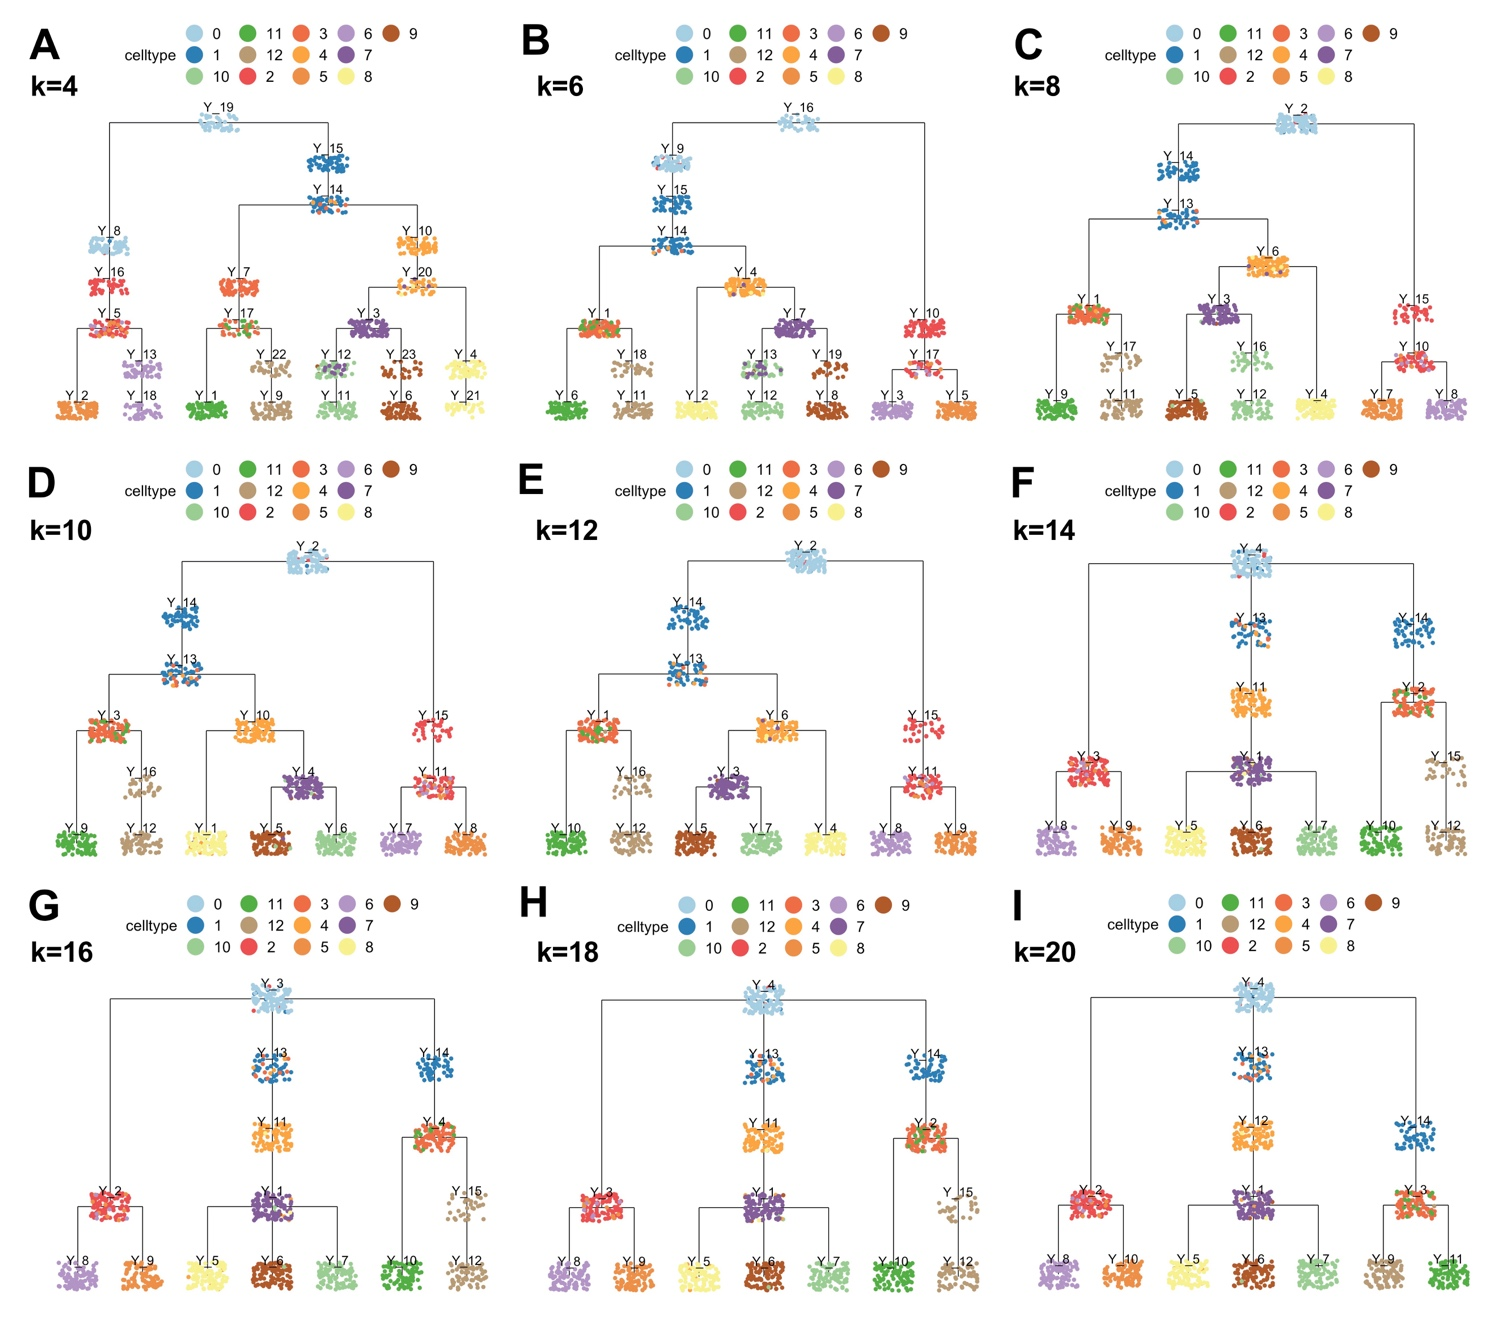 A
0 11 3 6 9
celltype 1 12 4 7
10 2 5 8
k=4
Y_19
Y_15
Y_14
Y_8 Y_10
Y_16 Y_7 Y_20
Y_5 Y_17 Y_3
Y_13 Y_22 Y_12 Y_23 Y_4
Y_2 Y_18 Y_1 Y_9 Y_11 Y_6 Y_21
B
0 11 3 6 9
celltype 1 12 4 7
10 2 5 8
k=6
Y_16
Y_9
Y_15
Y_14
Y_4
Y_1 Y_7 Y_10
Y_18 Y_13 Y_19 Y_17
Y_6 Y_11 Y_2 Y_12 Y_8 Y_3 Y_5
C
0 11 3 6 9
celltype 1 12 4 7
10 2 5 8
k=8
Y_2
Y_14
Y_13
Y_6
Y_1 Y_3 Y_15
Y_17 Y_16 Y_10
Y_9 Y_11 Y_5 Y_12 Y_4 Y_7 Y_8
D
0 11 3 6 9
celltype 1 12 4 7
10 2 5 8
k=10
Y_2
Y_14
Y_13
Y_3 Y_10 Y_15
Y_16 Y_4 Y_11
Y_9 Y_12 Y_1 Y_5 Y_6 Y_7 Y_8
E
0 11 3 6 9
celltype 1 12 4 7
10 2 5 8
k=12
Y_2
Y_14
Y_13
Y_1 Y_6 Y_15
Y_16 Y_3 Y_11
Y_10 Y_12 Y_5 Y_7 Y_4 Y_8 Y_9
F
0 11 3 6 9
celltype 1 12 4 7
10 2 5 8
k=14
Y_4
Y_13 Y_14
Y_11 Y_2
Y_3 Y_1 Y_15
Y_8 Y_9 Y_5 Y_6 Y_7 Y_10 Y_12
G
0 11 3 6 9
celltype 1 12 4 7
10 2 5 8
k=16
Y_3
Y_13 Y_14
Y_11 Y_4
Y_2 Y_1 Y_15
Y_8 Y_9 Y_5 Y_6 Y_7 Y_10 Y_12
H
0 11 3 6 9
celltype 1 12 4 7
10 2 5 8
k=18
Y_4
Y_13 Y_14
Y_11 Y_2
Y_3 Y_1 Y_15
Y_8 Y_9 Y_5 Y_6 Y_7 Y_10 Y_12
I
0 11 3 6 9
celltype 1 12 4 7
10 2 5 8
k=20
Y_4
Y_13
Y_12 Y_14
Y_2 Y_1 Y_3
Y_8 Y_10 Y_5 Y_6 Y_7 Y_9 Y_11